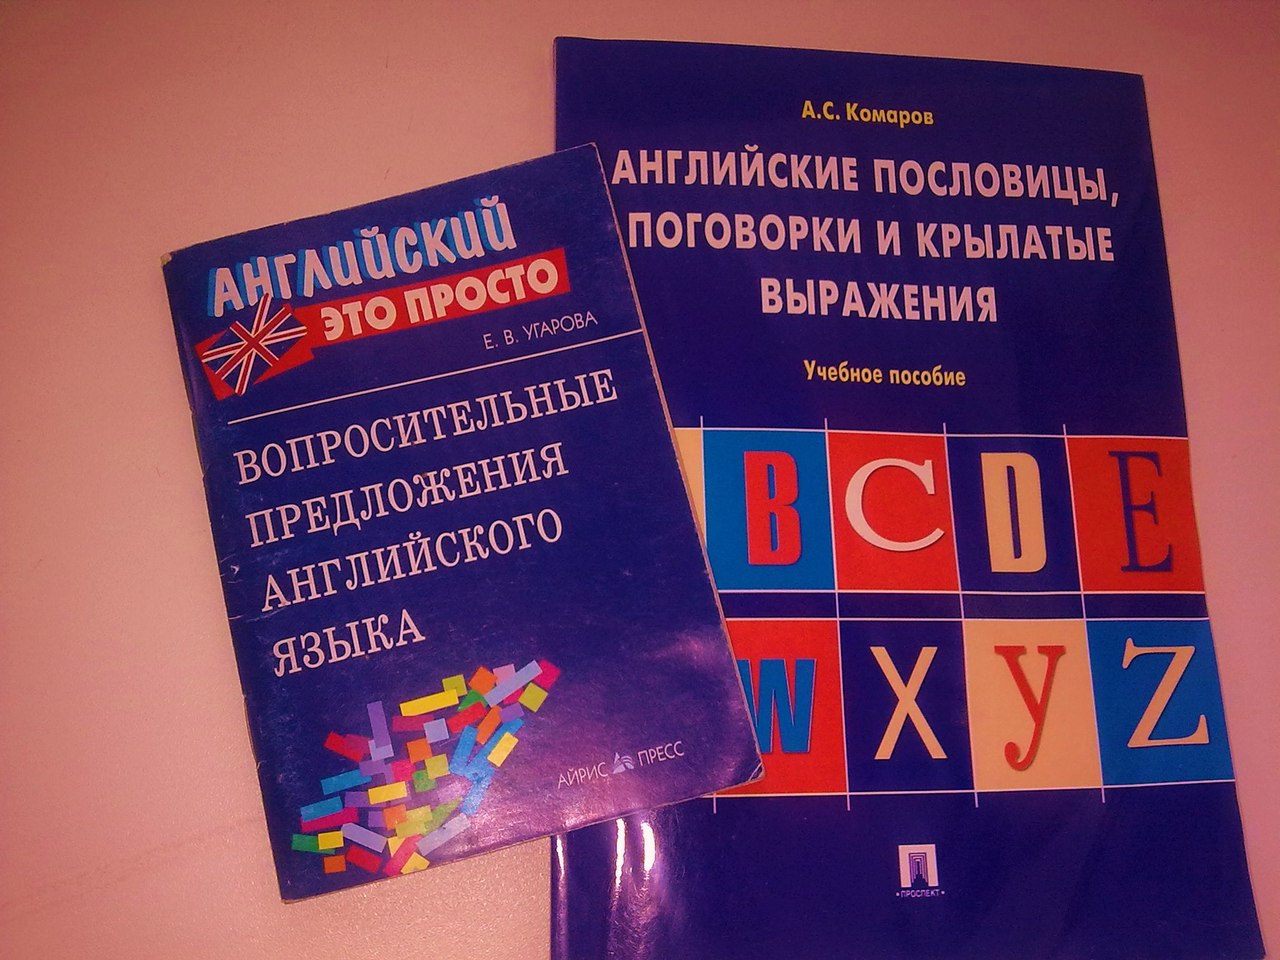 АНГЛИЙСКИЙ
ЭТО ПРОСТО
Е. В. УГАРОВА
ВОПРОСИТЕЛЬНЫЕ
ПРЕДЛОЖЕНИЯ
АНГЛИЙСКОГО
ЯЗЫКА
АЙРИС ПРЕСС
А.С. Комаров
АНГЛИЙСКИЕ ПОСЛОВИЦЫ,
ПОГОВОРКИ И КРЫЛАТЫЕ
ВЫРАЖЕНИЯ
Учебное пособие
B C D E
W X y Z
•ПРОСПЕКТ•